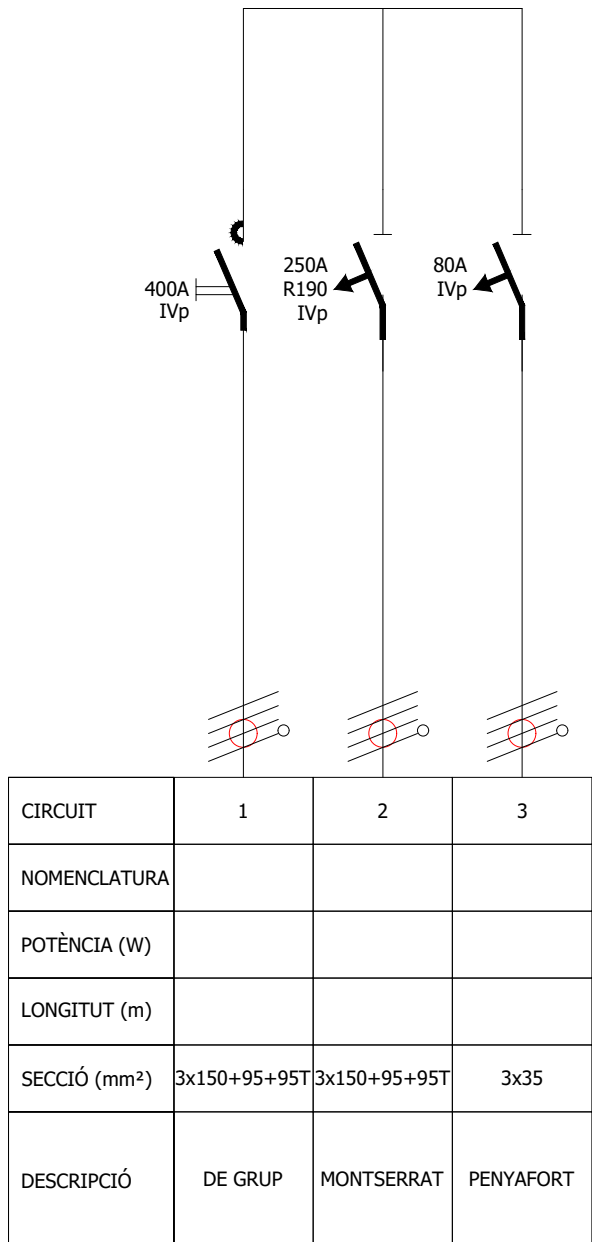 400A
IVp
250A
R190
IVp
80A
IVp
CIRCUIT 1 2 3
NOMENCLATURA
POTÈNCIA (W)
LONGITUT (m)
SECCIÓ (mm²) 3x150+95+95T 3x150+95+95T 3x35
DESCRIPCIÓ DE GRUP MONTSERRAT PENYAFORT